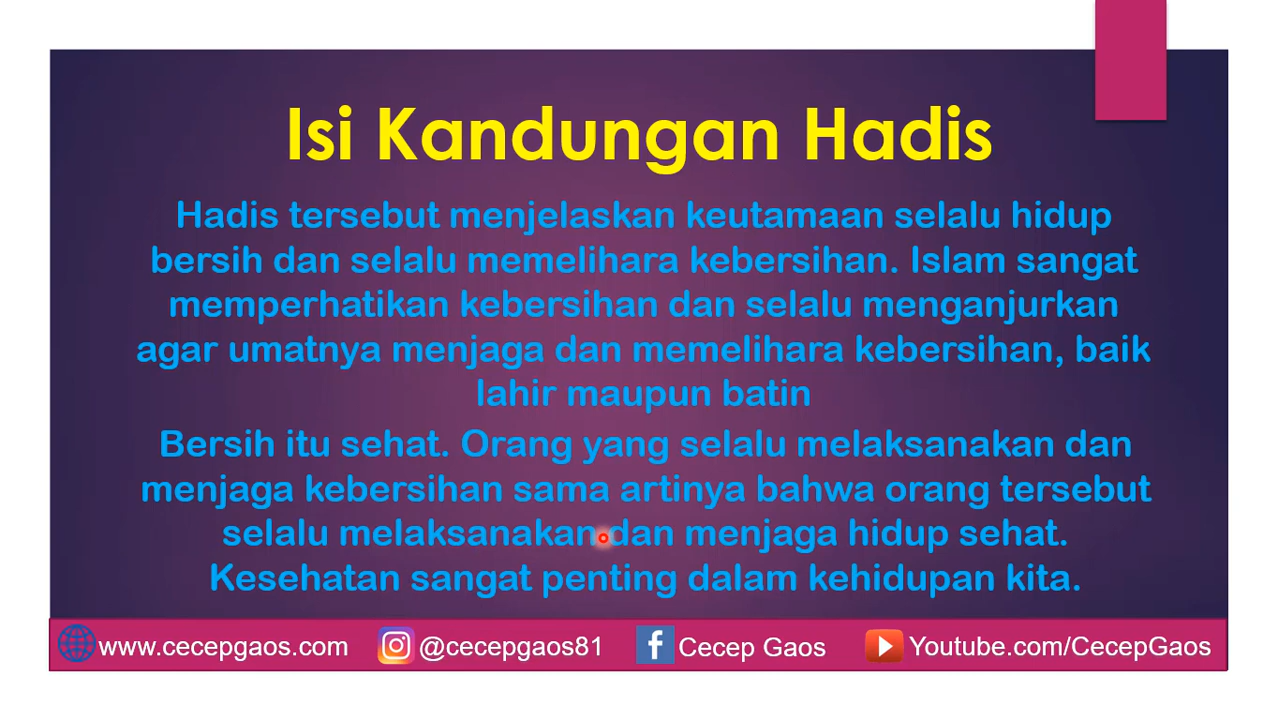 Isi Kandungan Hadis
Hadis tersebut menjelaskan keutamaan selalu hidup
bersih dan selalu memelihara kebersihan. Islam sangat
memperhatikan kebersihan dan selalu menganjurkan
agar umatnya menjaga dan memelihara kebersihan, baik
lahir maupun batin
Bersih itu sehat. Orang yang selalu melaksanakan dan
menjaga kebersihan sama artinya bahwa orang tersebut
selalu melaksanakan dan menjaga hidup sehat.
Kesehatan sangat penting dalam kehidupan kita.
www.cecepgaos.com @cecepgaos81 Cecep Gaos Youtube.com/CecepGaos